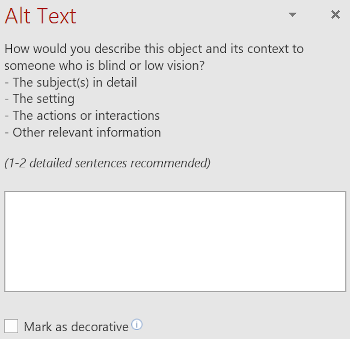 Alt Text
How would you describe this object and its context to
someone who is blind or low vision?
- The subject(s) in detail
- The setting
- The actions or interactions
- Other relevant information
(1-2 detailed sentences recommended)
Mark as decorative